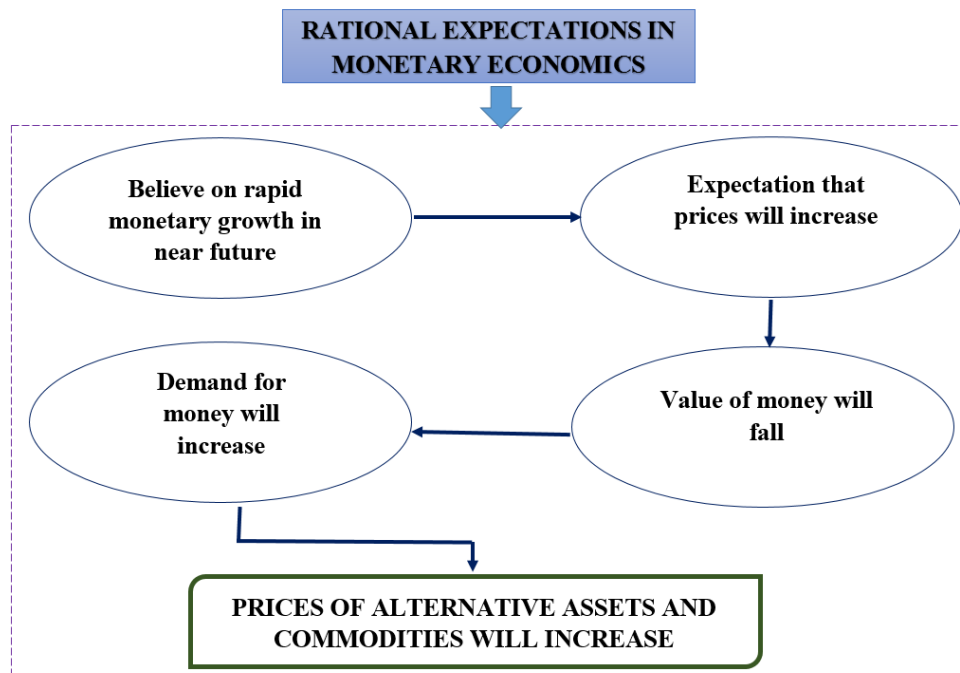 RATIONAL EXPECTATIONS IN
MONETARY ECONOMICS
Believe on rapid
monetary growth in
near future
Expectation that
prices will increase
Value of money will
fall
Demand for
money will
increase
PRICES OF ALTERNATIVE ASSETS AND
COMMODITIES WILL INCREASE